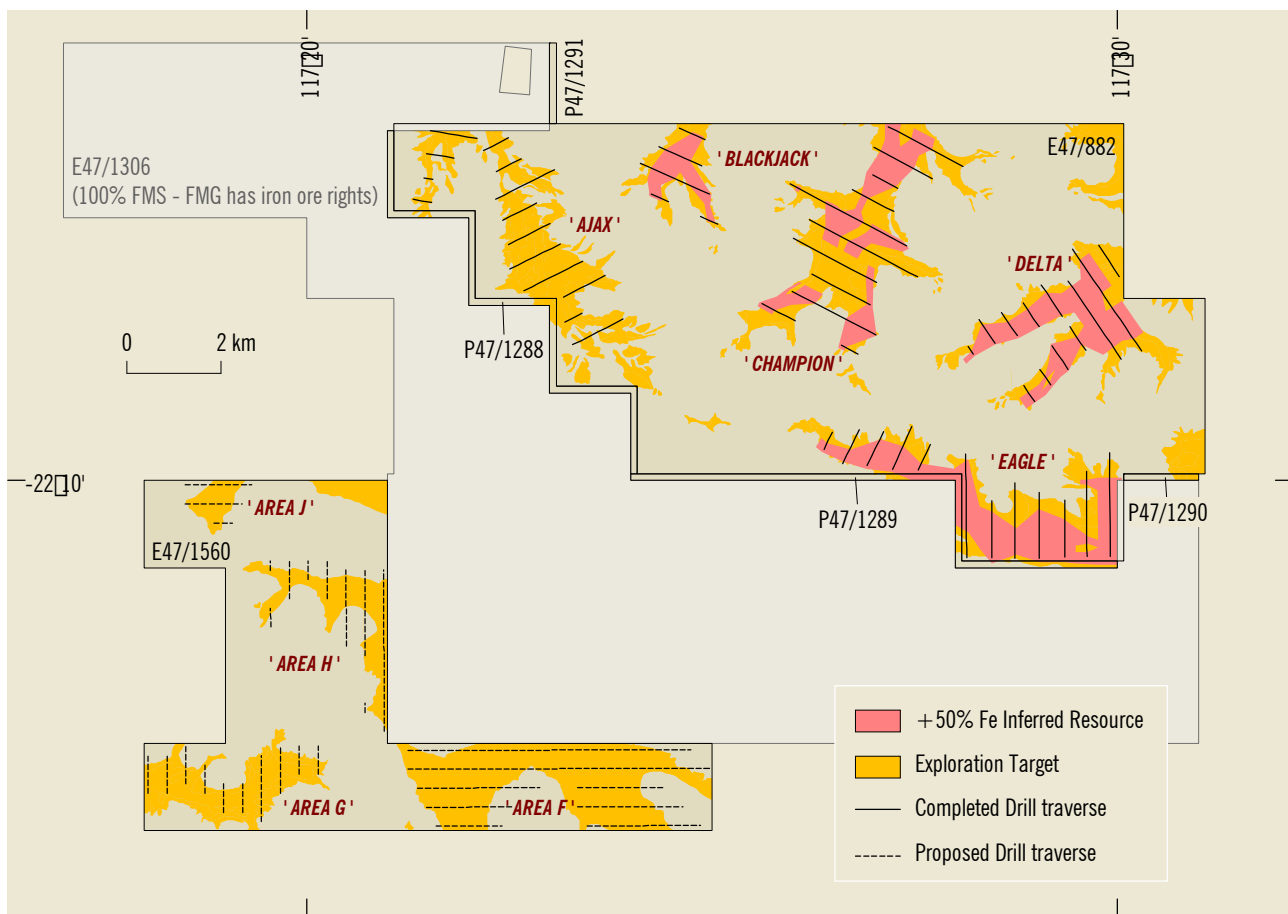 117▯20'
117▯30'
P47/1291
E47/882
' BLACKJACK '
E47/1306
(100% FMS - FMG has iron ore rights)
' AJAX '
' DELTA '
0 2 km
P47/1288
' CHAMPION '
' EAGLE '
-22▯10'
' AREA J '
P47/1289
P47/1290
E47/1560
' AREA H '
+50% Fe Inferred Resource
Exploration Target
' AREA G '
' AREA F '
Completed Drill traverse
Proposed Drill traverse